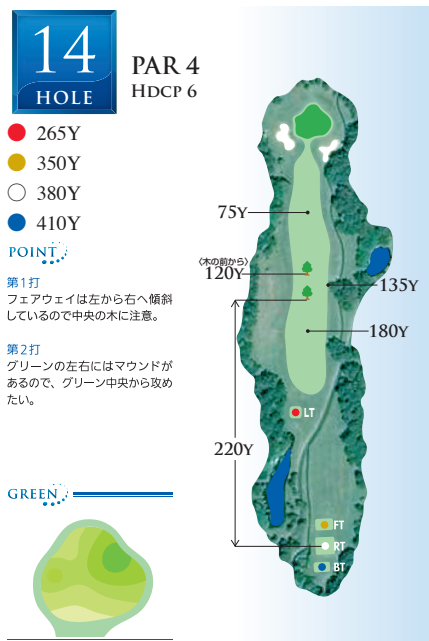 14
HOLE
PAR 4
HDCP 6
265Y
350Y
380Y
410Y
POINT
第1打
フェアウェイは左から右へ傾斜
しているので中央の木に注意。
第2打
グリーンの左右にはマウンドが
あるので、グリーン中央から攻め
たい。
GREEN
75Y
〈木の前から〉
120Y
135Y
180Y
LT
220Y
FT
RT
BT